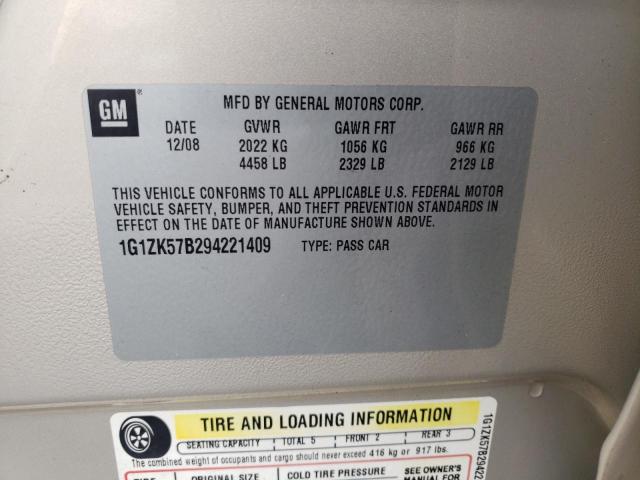 GM ® MFD BY GENERAL MOTORS CORP.
DATE GVWR GAWR FRT GAWR RR
12/08 2022 KG 1056 KG 966 KG
4458 LB 2329 LB 2129 LB
THIS VEHICLE CONFORMS TO ALL APPLICABLE U.S. FEDERAL MOTOR
VEHICLE SAFETY, BUMPER, AND THEFT PREVENTION STANDARDS IN
EFFECT ON THE DATE OF MANUFACTURE SHOWN ABOVE.
1G1ZK57B294221409 TYPE: PASS CAR
TIRE AND LOADING INFORMATION
SEATING CAPACITY TOTAL 5 FRONT 2 REAR 3
The combined weight of occupants and cargo should never exceed 416 kg or 917 lbs.
TIRE ORIGINAL SIZE COLD TIRE PRESSURE SEE OWNER'S
MANUAL FOR
1G1ZK57B29422